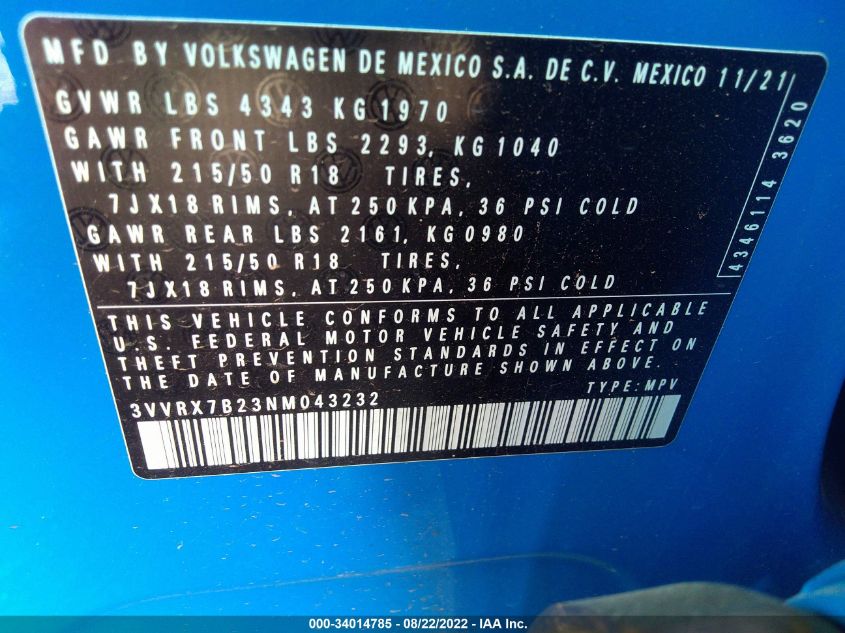 MFD BY VOLKSWAGEN DE MEXICO S.A. DE C.V. MEXICO 11/21
GVWR LBS 4343 KG 1970
GAWR FRONT LBS 2293, KG 1040
WITH 215/50 R18 TIRES,
7JX18 RIMS, AT 250 KPA, 36 PSI COLD
GAWR REAR LBS 2161, KG 0980
WITH 215/50 R18 TIRES,
7JX18 RIMS, AT 250 KPA, 36 PSI COLD
4346114 3620
THIS VEHICLE CONFORMS TO ALL APPLICABLE
U.S. FEDERAL MOTOR VEHICLE SAFETY AND
THEFT PREVENTION STANDARDS IN EFFECT ON
THE DATE OF MANUFACTURE SHOWN ABOVE.
3VVRX7B23NM043232 TYPE: MPV
000-34014785 - 08/22/2022 - IAA Inc.